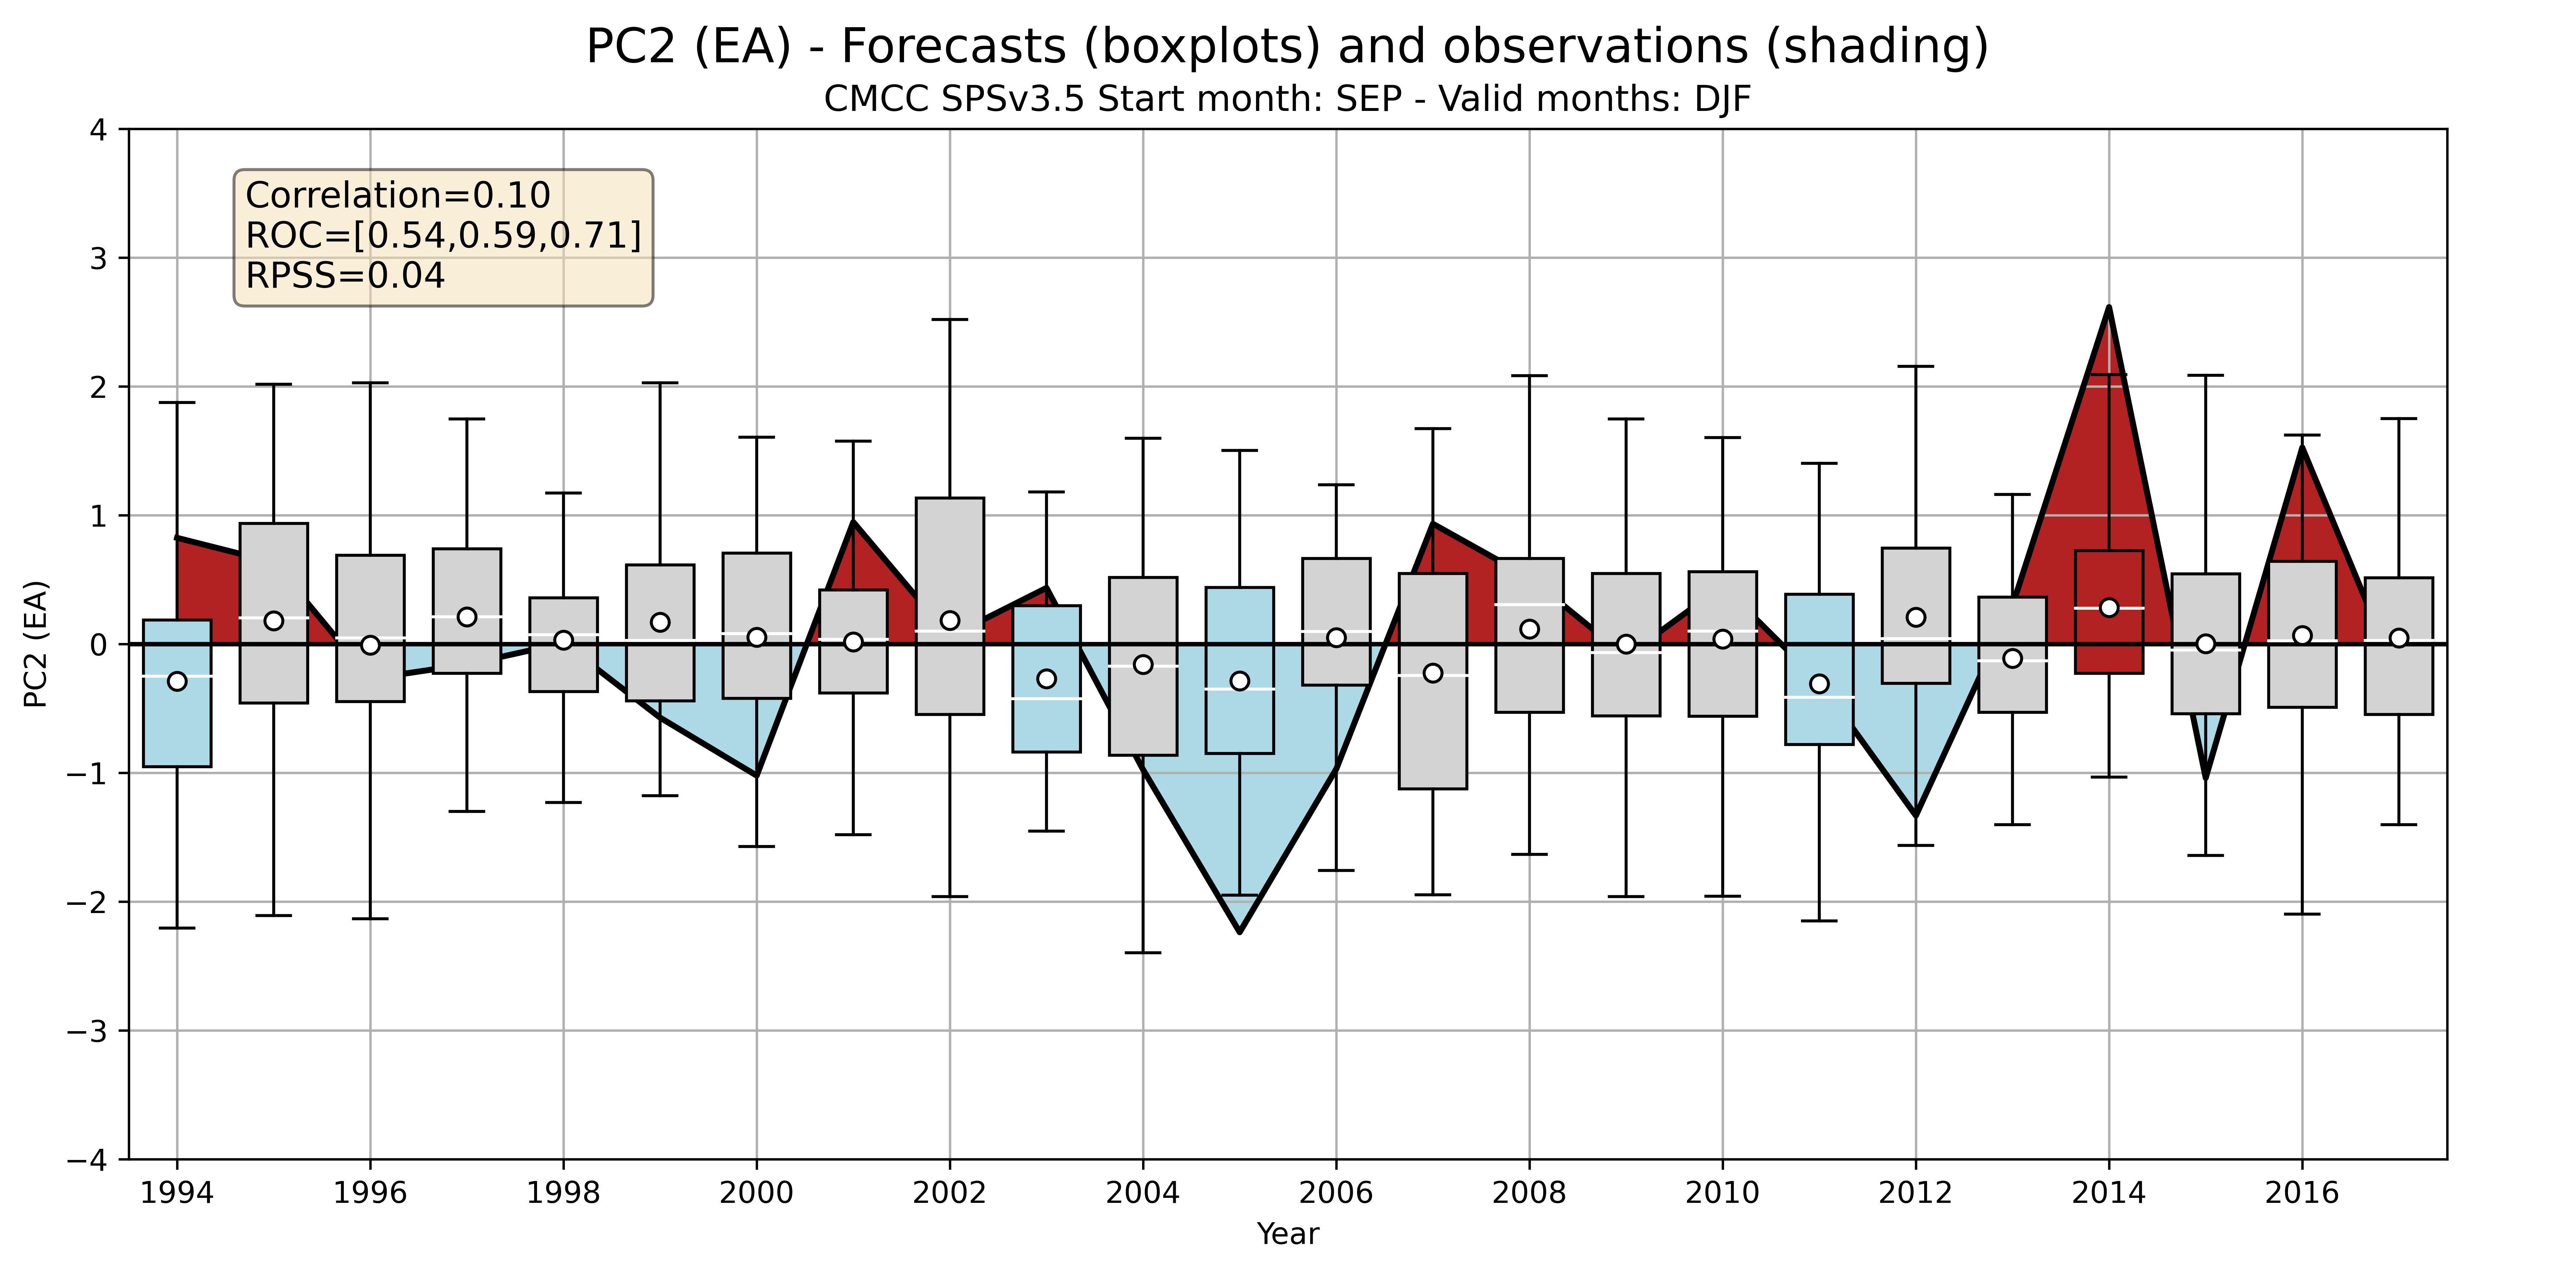 PC2 (EA) - Forecasts (boxplots) and observations (shading)
CMCC SPSv3.5 Start month: SEP - Valid months: DJF
Correlation=0.10
ROC=[0.54,0.59,0.71]
RPSS=0.04
PC2 (EA)
4
3
2
1
0
−1
−2
−3
−4
1994 1996 1998 2000 2002 2004 2006 2008 2010 2012 2014 2016
Year